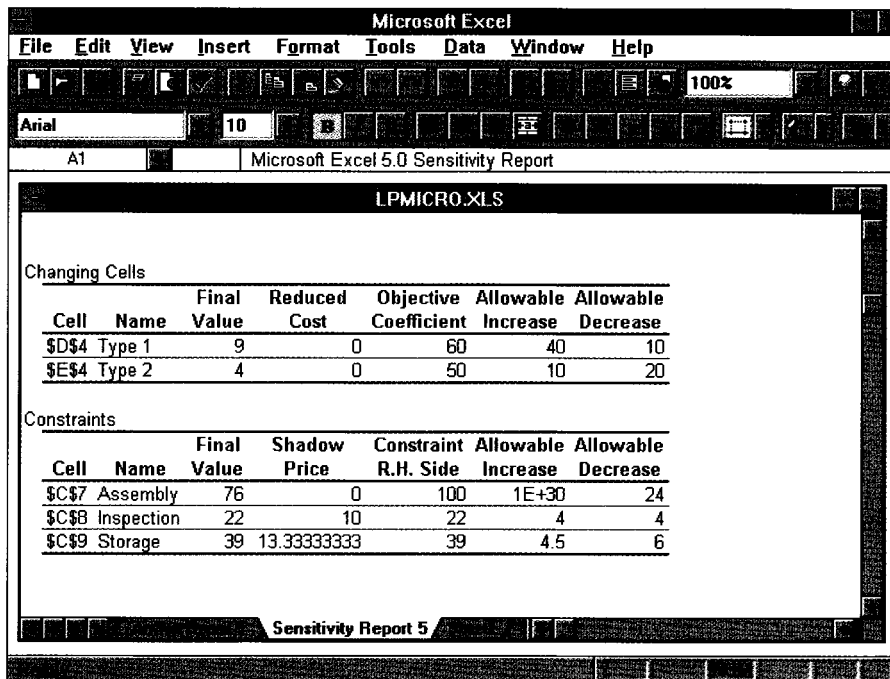 Microsoft Excel
File Edit View Insert Format Tools Data Window Help
100%
Arial 10
A1 Microsoft Excel 5.0 Sensitivity Report
LPMICRO.XLS
Changing Cells
Final Reduced Objective Allowable Allowable
Cell Name Value Cost Coefficient Increase Decrease
$D$4 Type 1 9 0 60 40 10
$E$4 Type 2 4 0 50 10 20
Constraints
Final Shadow Constraint Allowable Allowable
Cell Name Value Price R.H. Side Increase Decrease
$C$7 Assembly 76 0 100 1E+30 24
$C$8 Inspection 22 10 22 4 4
$C$9 Storage 39 13.33333333 39 4.5 6
Sensitivity Report 5